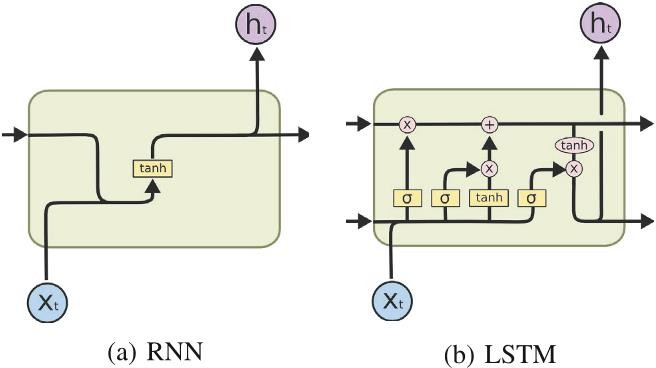 hₜ hₜ
x + tanh
tanh x x
σ σ tanh σ
Xₜ Xₜ
(a) RNN (b) LSTM